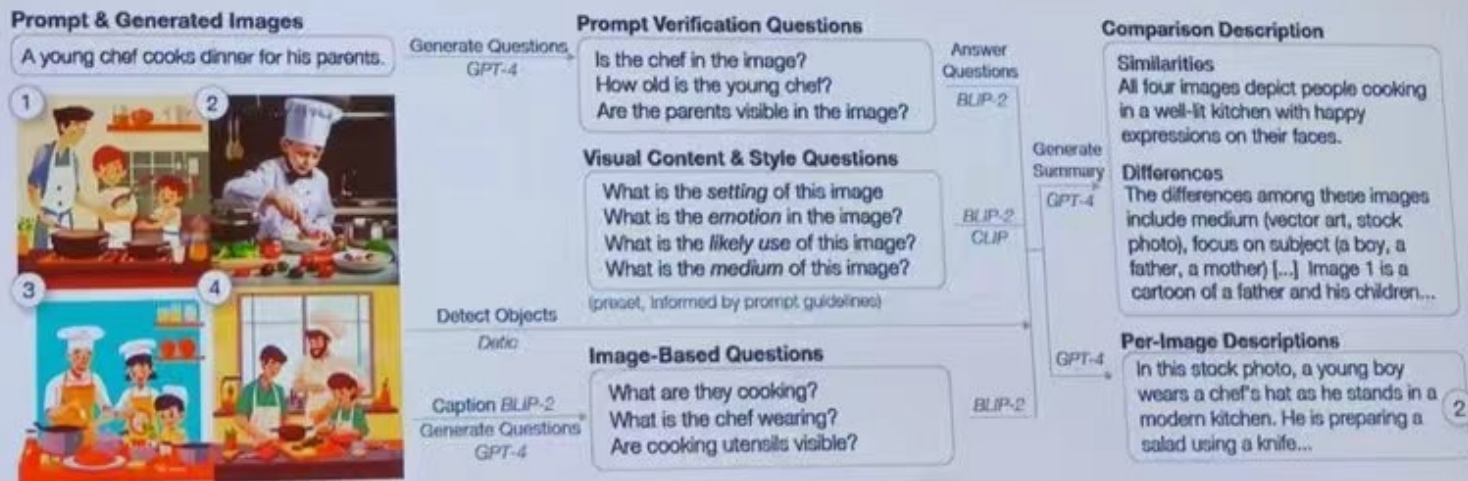 Prompt & Generated Images
A young chef cooks dinner for his parents.
1
2
3
4
Generate Questions
GPT-4
Detect Objects
Detic
Caption BLIP-2
Generate Questions
GPT-4
Prompt Verification Questions
Is the chef in the image?
How old is the young chef?
Are the parents visible in the image?
Visual Content & Style Questions
What is the setting of this image
What is the emotion in the image?
What is the likely use of this image?
What is the medium of this image?
(preset, informed by prompt guidelines)
Image-Based Questions
What are they cooking?
What is the chef wearing?
Are cooking utensils visible?
Answer
Questions
BLIP-2
BLIP-2
CLIP
BLIP-2
Generate
Summary
GPT-4
GPT-4
Comparison Description
Similarities
All four images depict people cooking
in a well-lit kitchen with happy
expressions on their faces.
Differences
The differences among these images
include medium (vector art, stock
photo), focus on subject (a boy, a
father, a mother) [...] Image 1 is a
cartoon of a father and his children...
Per-Image Descriptions
In this stock photo, a young boy
wears a chef's hat as he stands in a
modern kitchen. He is preparing a
salad using a knife...
2